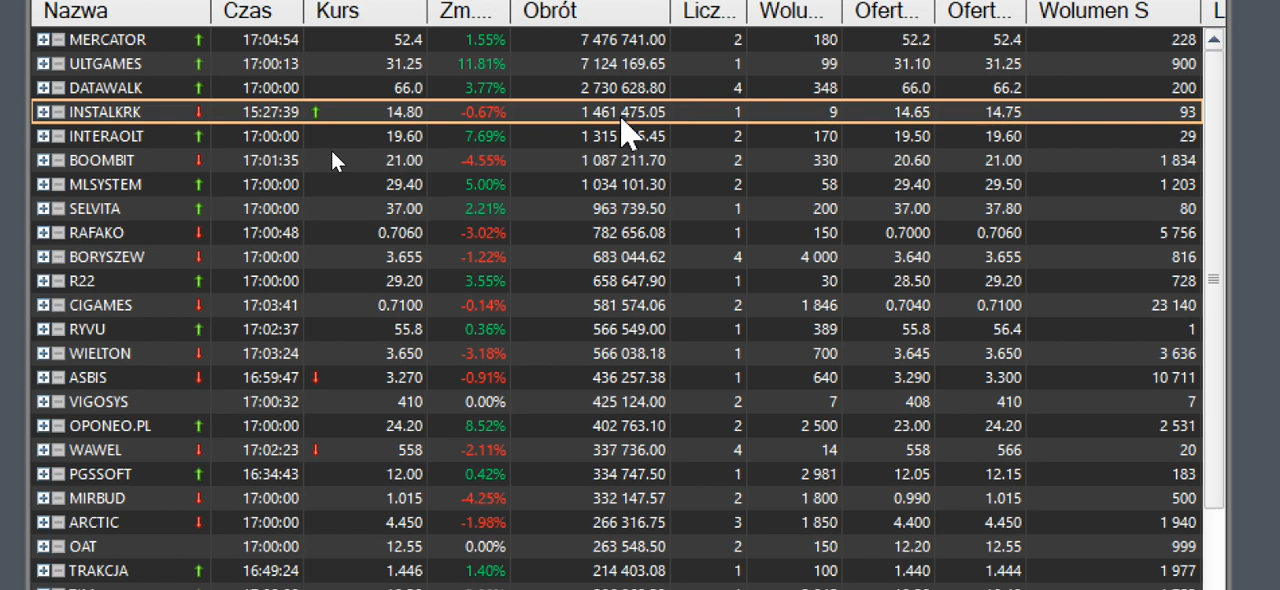 Nazwa Czas Kurs Zm.... Obrót Licz... Wolu... Ofert... Ofert... Wolumen S L
MERCATOR 17:04:54 52.4 1.55% 7 476 741.00 2 180 52.2 52.4 228
ULTGAMES 17:00:13 31.25 11.81% 7 124 169.65 1 99 31.10 31.25 900
DATAWALK 17:00:00 66.0 3.77% 2 730 628.80 4 348 66.0 66.2 200
INSTALKRK 15:27:39 14.80 -0.67% 1 461 475.05 1 9 14.65 14.75 93
INTERAOLT 17:00:00 19.60 7.69% 1 315 .45 2 170 19.50 19.60 29
BOOMBIT 17:01:35 21.00 -4.55% 1 087 211.70 2 330 20.60 21.00 1 834
MLSYSTEM 17:00:00 29.40 5.00% 1 034 101.30 2 58 29.40 29.50 1 203
SELVITA 17:00:00 37.00 2.21% 963 739.50 1 200 37.00 37.80 80
RAFAKO 17:00:48 0.7060 -3.02% 782 656.08 1 150 0.7000 0.7060 5 756
BORYSZEW 17:00:00 3.655 -1.22% 683 044.62 4 4 000 3.640 3.655 816
R22 17:00:00 29.20 3.55% 658 647.90 1 30 28.50 29.20 728
CIGAMES 17:03:41 0.7100 -0.14% 581 574.06 2 1 846 0.7040 0.7100 23 140
RYVU 17:02:37 55.8 0.36% 566 549.00 1 389 55.8 56.4 1
WIELTON 17:03:24 3.650 -3.18% 566 038.18 1 700 3.645 3.650 3 636
ASBIS 16:59:47 3.270 -0.91% 436 257.38 1 640 3.290 3.300 10 711
VIGOSYS 17:00:32 410 0.00% 425 124.00 2 7 408 410 7
OPONEO.PL 17:00:00 24.20 8.52% 402 763.10 2 2 500 23.00 24.20 2 531
WAWEL 17:02:23 558 -2.11% 337 736.00 4 14 558 566 20
PGSSOFT 16:34:43 12.00 0.42% 334 747.50 1 2 981 12.05 12.15 183
MIRBUD 17:00:00 1.015 -4.25% 332 147.57 2 1 800 0.990 1.015 500
ARCTIC 17:00:00 4.450 -1.98% 266 316.75 3 1 850 4.400 4.450 1 940
OAT 17:00:00 12.55 0.00% 263 548.50 2 150 12.20 12.55 999
TRAKCJA 16:49:24 1.446 1.40% 214 403.08 1 100 1.440 1.444 1 977